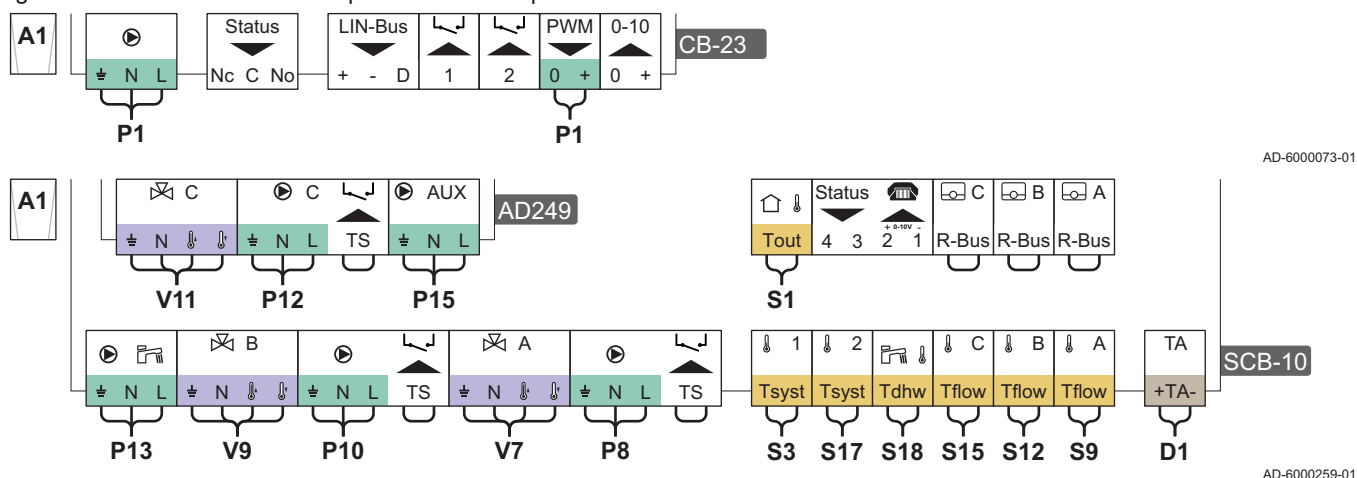 A1
Status LIN-Bus PWM 0-10
CB-23
N L Nc C No + - D 1 2 0 + 0 +
P1 P1
AD-6000073-01
A1
C C AUX
AD249
N N L TS N L
V11 P12 P15
Status C B A
+ 0-10V -
Tout 4 3 2 1 R-Bus R-Bus R-Bus
S1
B A
1 2 C B A TA
SCB-10
N L N N L TS N N L TS
Tsyst Tsyst Tdhw Tflow Tflow Tflow +TA-
P13 V9 P10 V7 P8
S3 S17 S18 S15 S12 S9 D1
AD-6000259-01